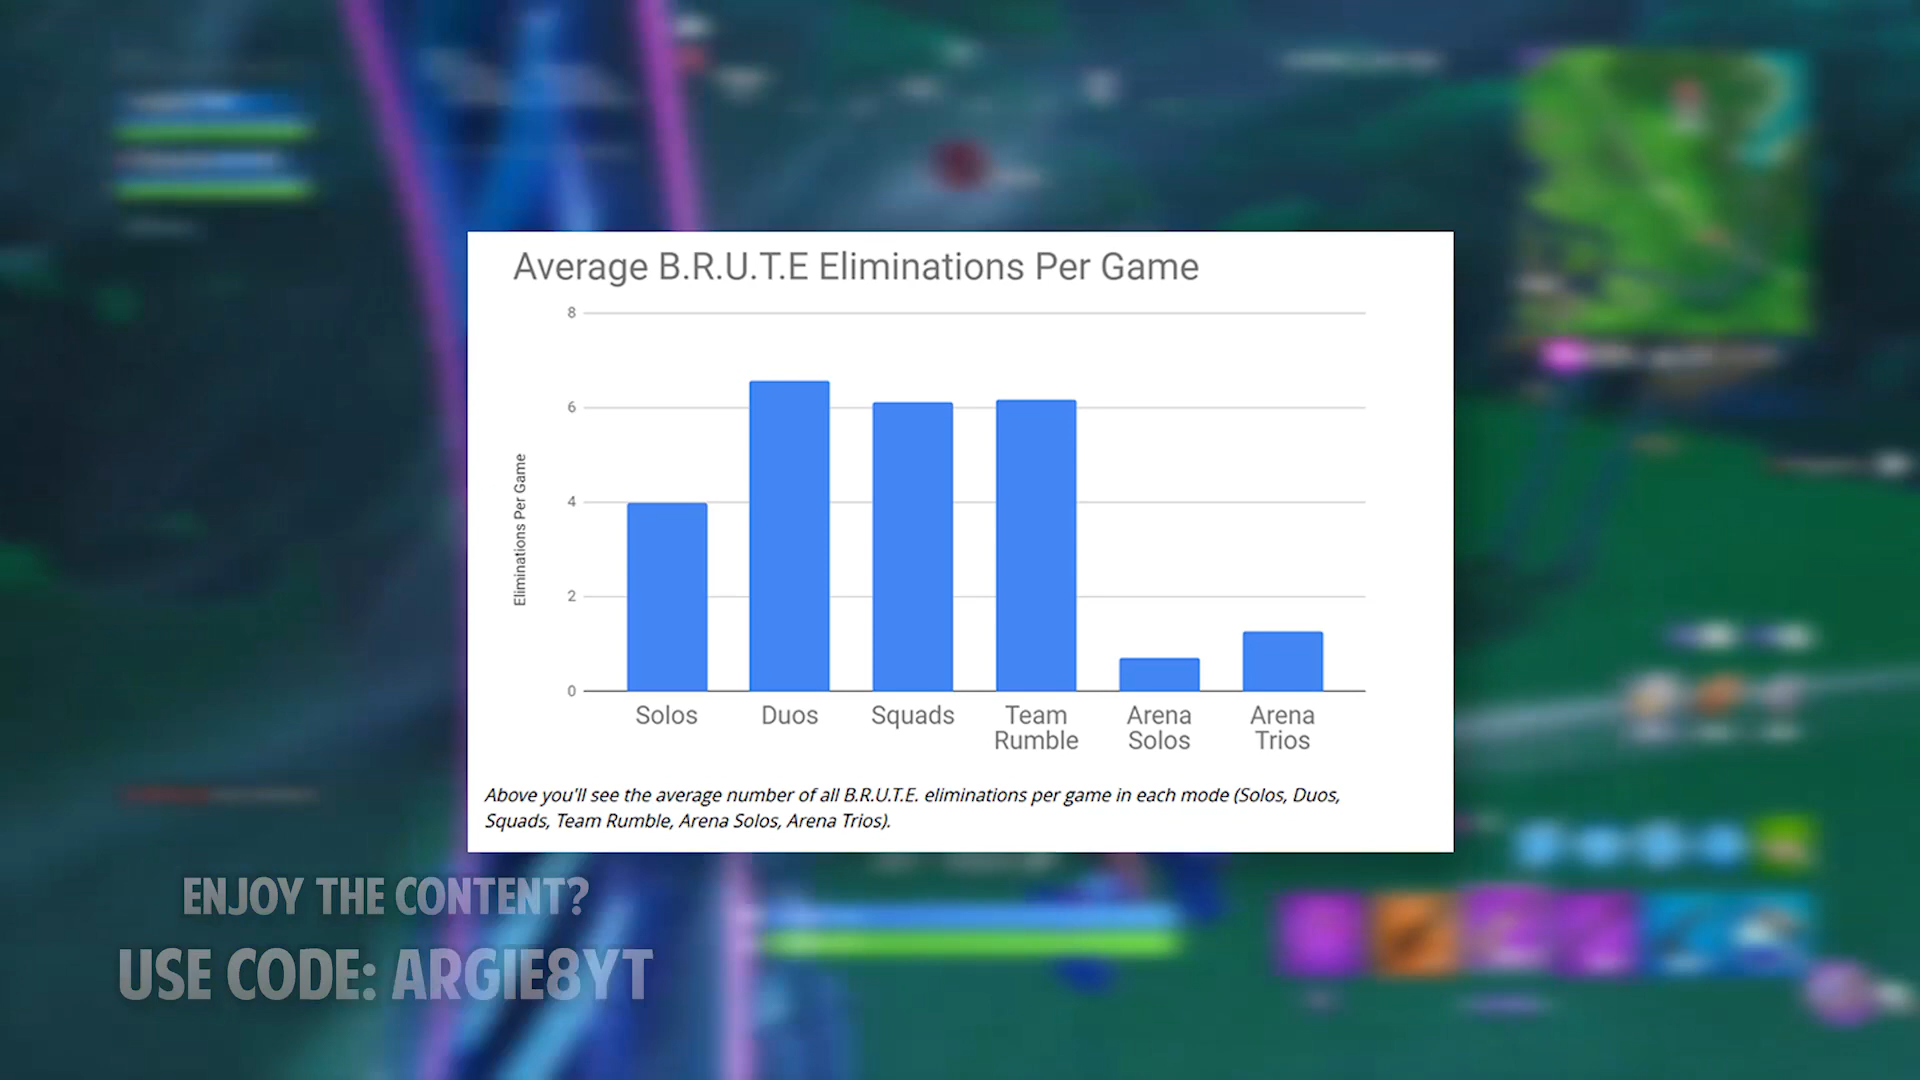 Average B.R.U.T.E Eliminations Per Game
8
6
4
2
0
Eliminations Per Game
Solos
Duos
Squads
Team
Rumble
Arena
Solos
Arena
Trios
Above you'll see the average number of all B.R.U.T.E. eliminations per game in each mode (Solos, Duos,
Squads, Team Rumble, Arena Solos, Arena Trios).
ENJOY THE CONTENT?
USE CODE: ARGIE8YT